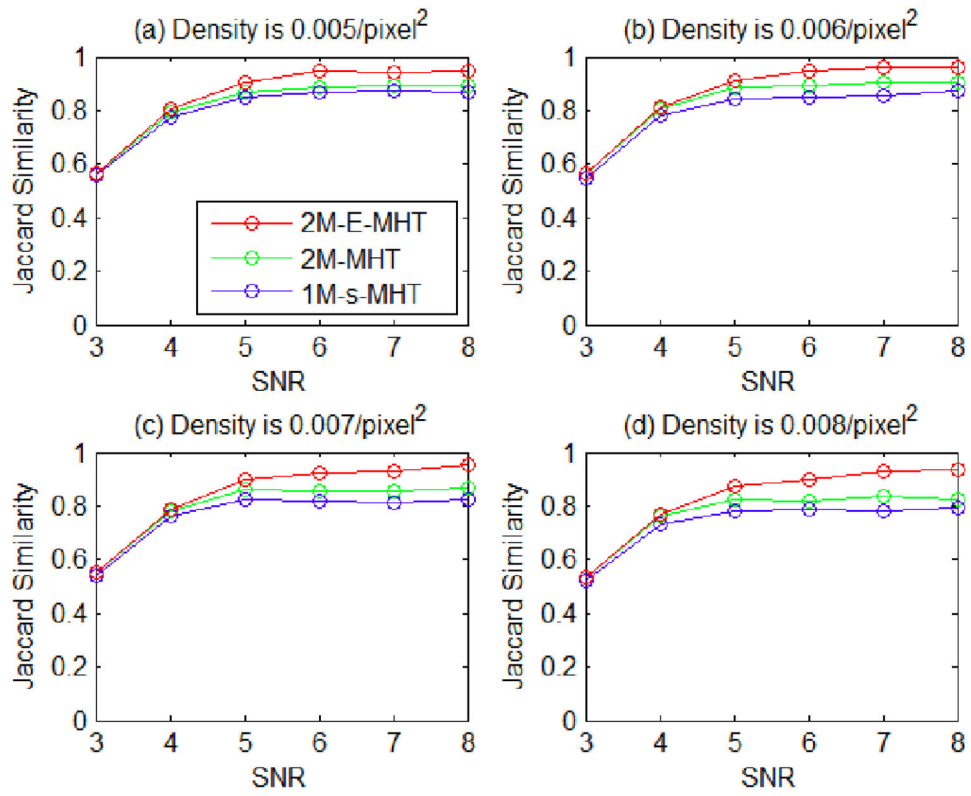 (a) Density is 0.005/pixel²
1
0.8
0.6
0.4
0.2
0
Jaccard Similarity
2M-E-MHT
2M-MHT
1M-s-MHT
3 4 5 6 7 8
SNR
(b) Density is 0.006/pixel²
1
0.8
0.6
0.4
0.2
0
Jaccard Similarity
3 4 5 6 7 8
SNR
(c) Density is 0.007/pixel²
1
0.8
0.6
0.4
0.2
0
Jaccard Similarity
3 4 5 6 7 8
SNR
(d) Density is 0.008/pixel²
1
0.8
0.6
0.4
0.2
0
Jaccard Similarity
3 4 5 6 7 8
SNR